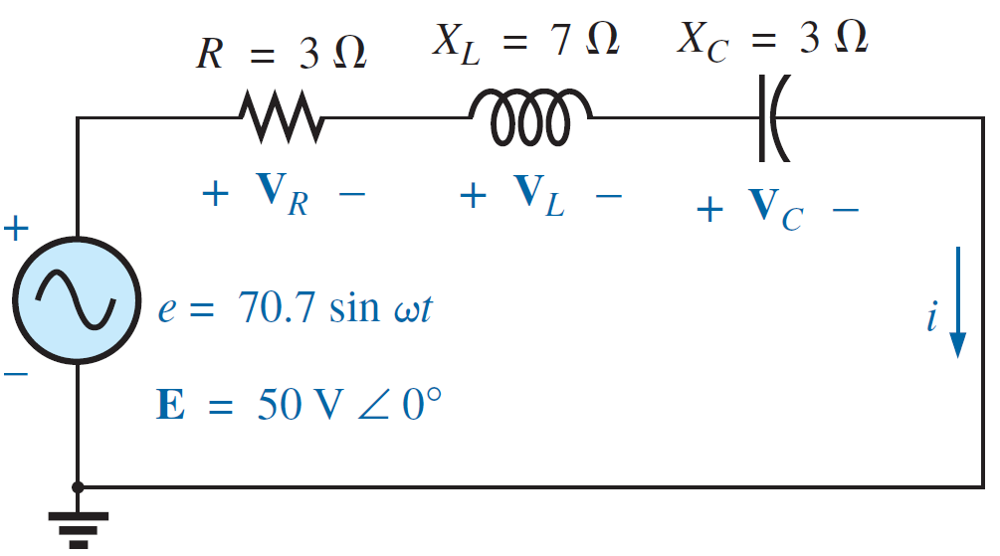 R = 3 Ω X_L = 7 Ω X_C = 3 Ω
+ V_R − + V_L − + V_C −
+
e = 70.7 sin ωt
i
−
E = 50 V ∠ 0°